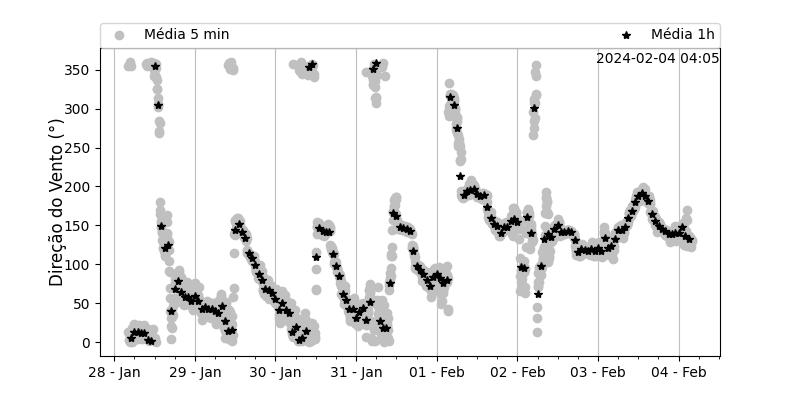 Média 5 min
Média 1h
2024-02-04 04:05
Direção do Vento (°)
350
300
250
200
150
100
50
0
28 - Jan
29 - Jan
30 - Jan
31 - Jan
01 - Feb
02 - Feb
03 - Feb
04 - Feb